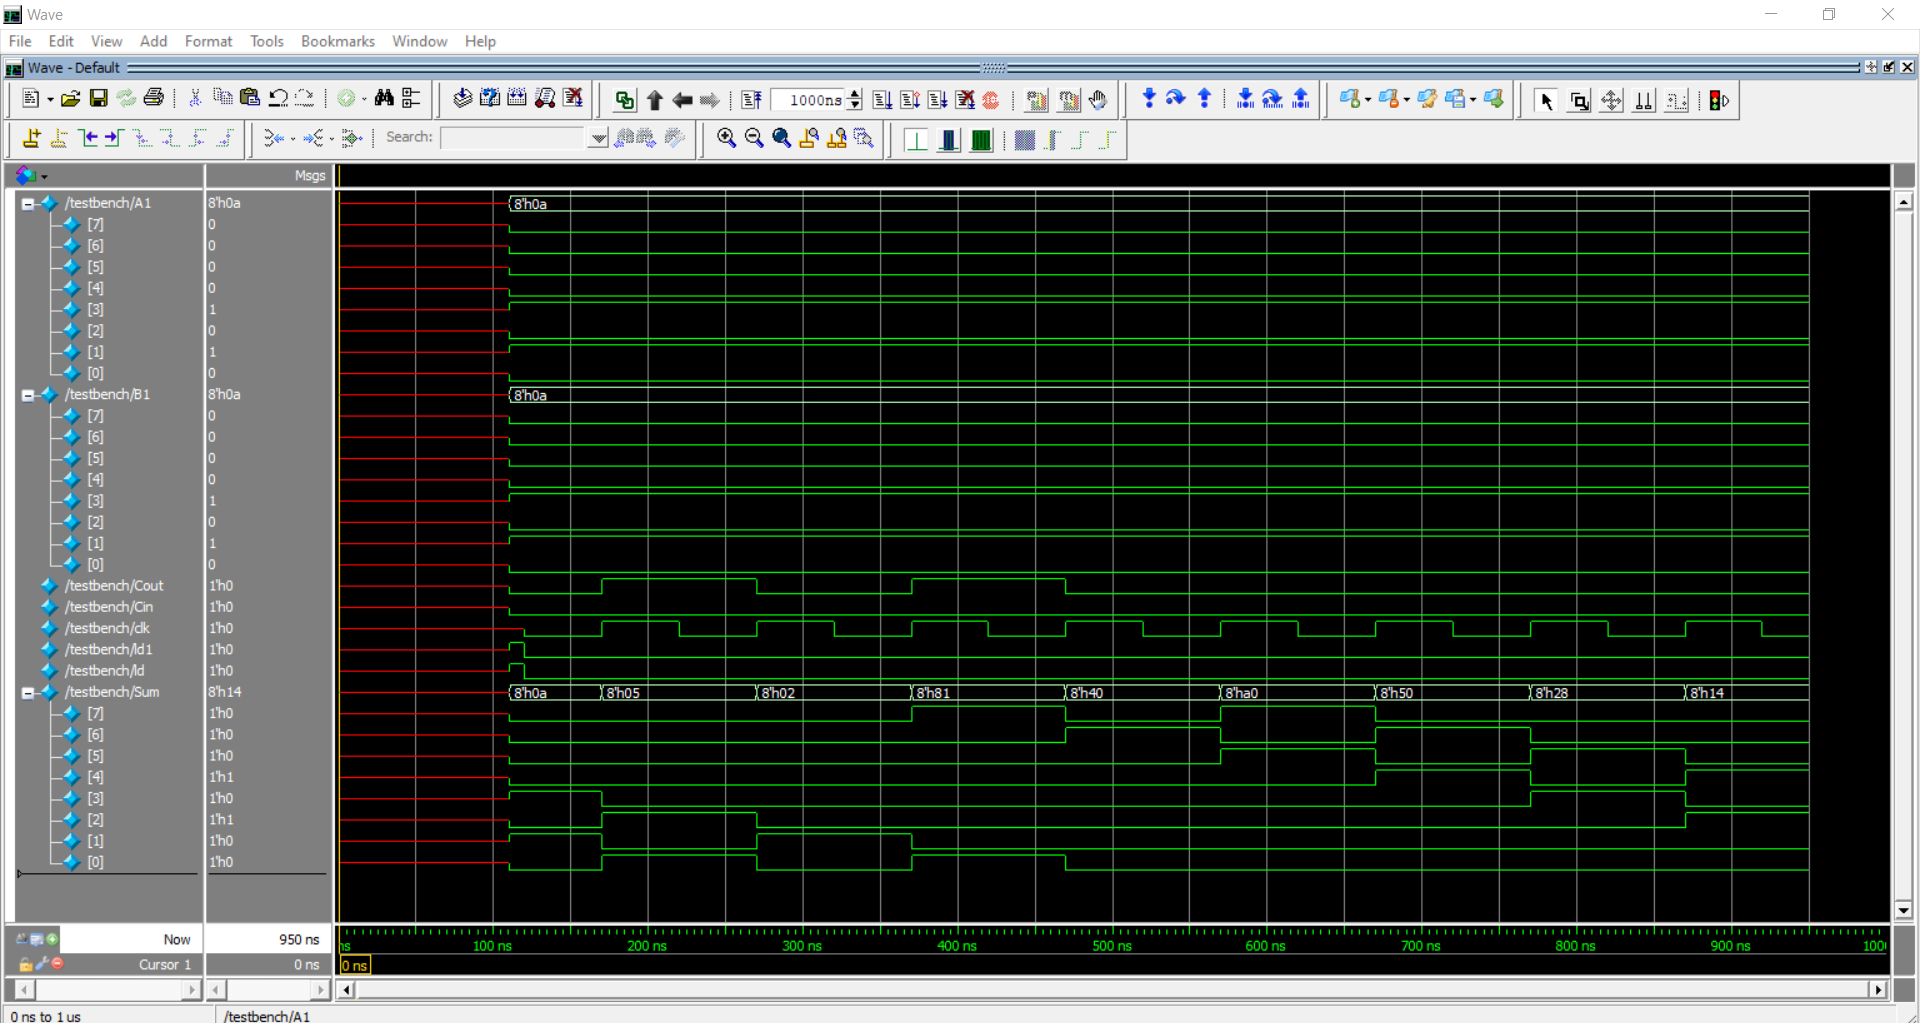 Wave
File Edit View Add Format Tools Bookmarks Window Help
Wave - Default
1000ns
Search:
Msgs
/testbench/A1 8'h0a 8'h0a
[7] 0
[6] 0
[5] 0
[4] 0
[3] 1
[2] 0
[1] 1
[0] 0
/testbench/B1 8'h0a 8'h0a
[7] 0
[6] 0
[5] 0
[4] 0
[3] 1
[2] 0
[1] 1
[0] 0
/testbench/Cout 1'h0
/testbench/Cin 1'h0
/testbench/clk 1'h0
/testbench/ld1 1'h0
/testbench/ld 1'h0
/testbench/Sum 8'h14 8'h0a 8'h05 8'h02 8'h81 8'h40 8'ha0 8'h50 8'h28 8'h14
[7] 1'h0
[6] 1'h0
[5] 1'h0
[4] 1'h1
[3] 1'h0
[2] 1'h1
[1] 1'h0
[0] 1'h0
Now 950 ns ns 100 ns 200 ns 300 ns 400 ns 500 ns 600 ns 700 ns 800 ns 900 ns 100
Cursor 1 0 ns 0 ns
0 ns to 1 us /testbench/A1